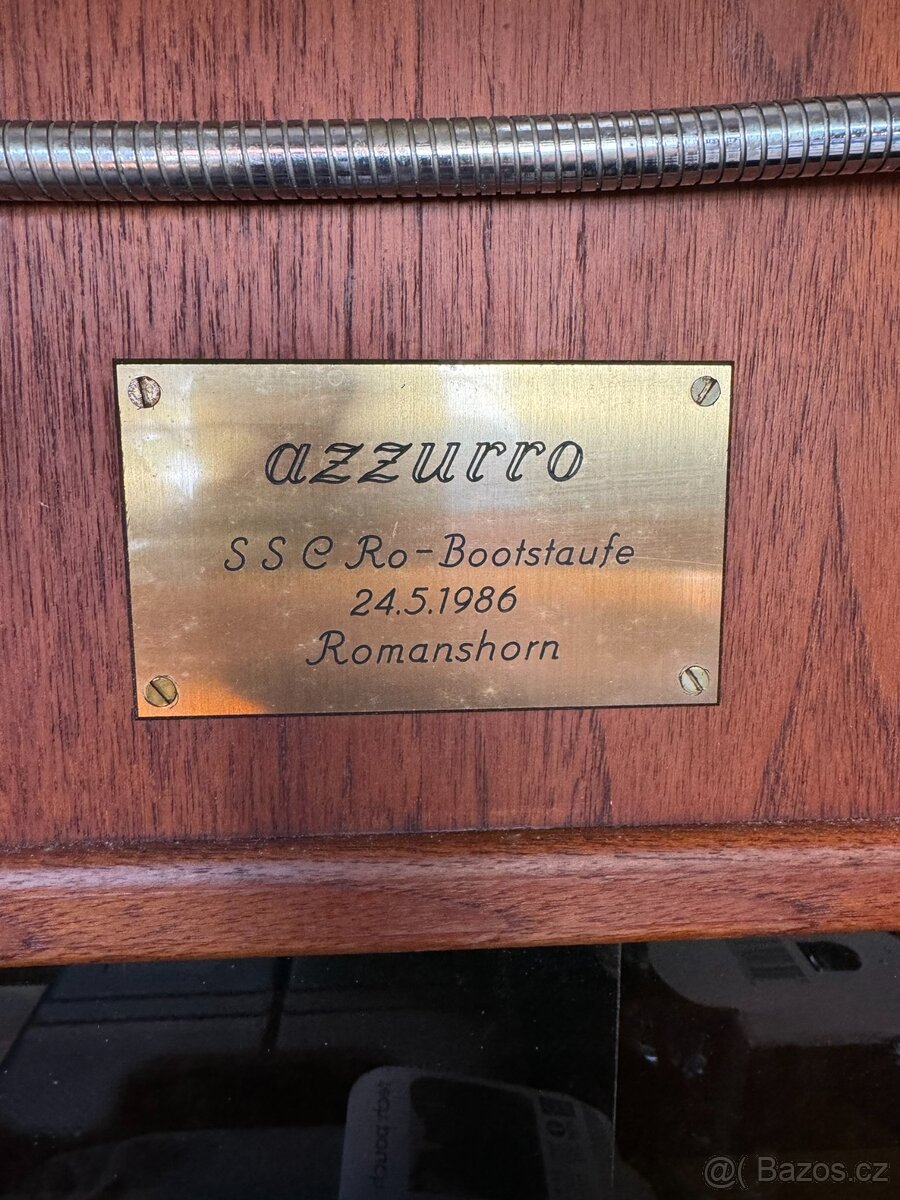 azzurro
S S C Ro-Bootstaufe
24.5.1986
Romanshorn
@( Bazos.cz